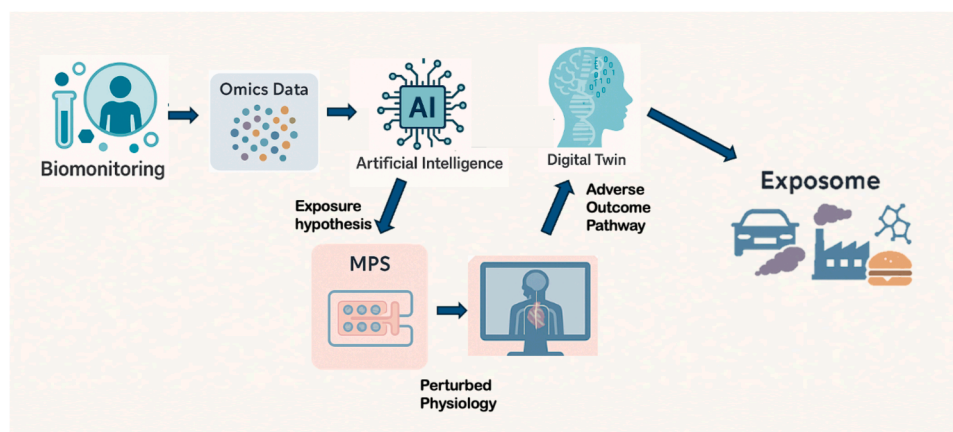 Biomonitoring
Omics Data
AI
Artificial Intelligence
Exposure
hypothesis
MPS
Perturbed
Physiology
Adverse
Outcome
Pathway
Digital Twin
Exposome